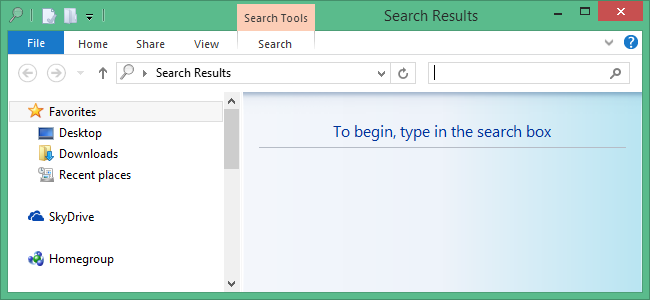 Search Tools
Search Results
File Home Share View Search
Search Results
Favorites
Desktop
Downloads
Recent places
SkyDrive
Homegroup
To begin, type in the search box